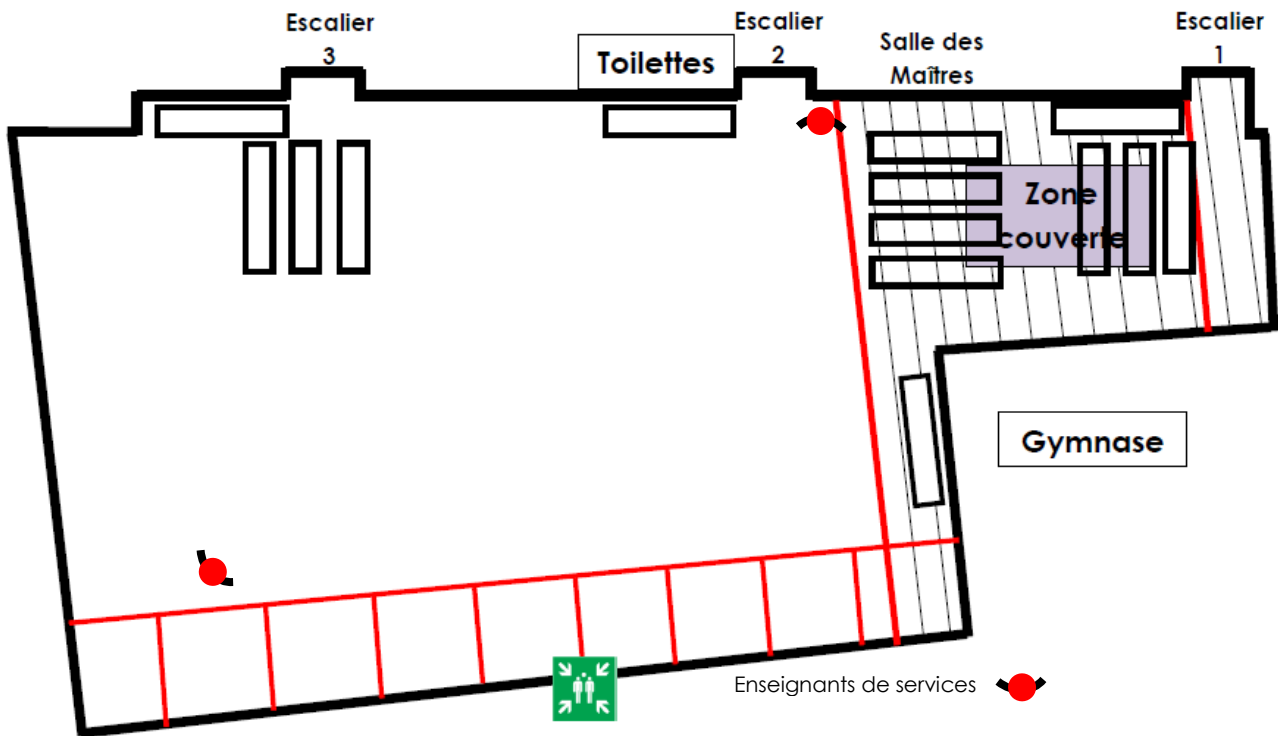 Escalier
3
Toilettes
Escalier
2
Salle des
Maîtres
Escalier
1
Zone
couverte
Gymnase
Enseignants de services